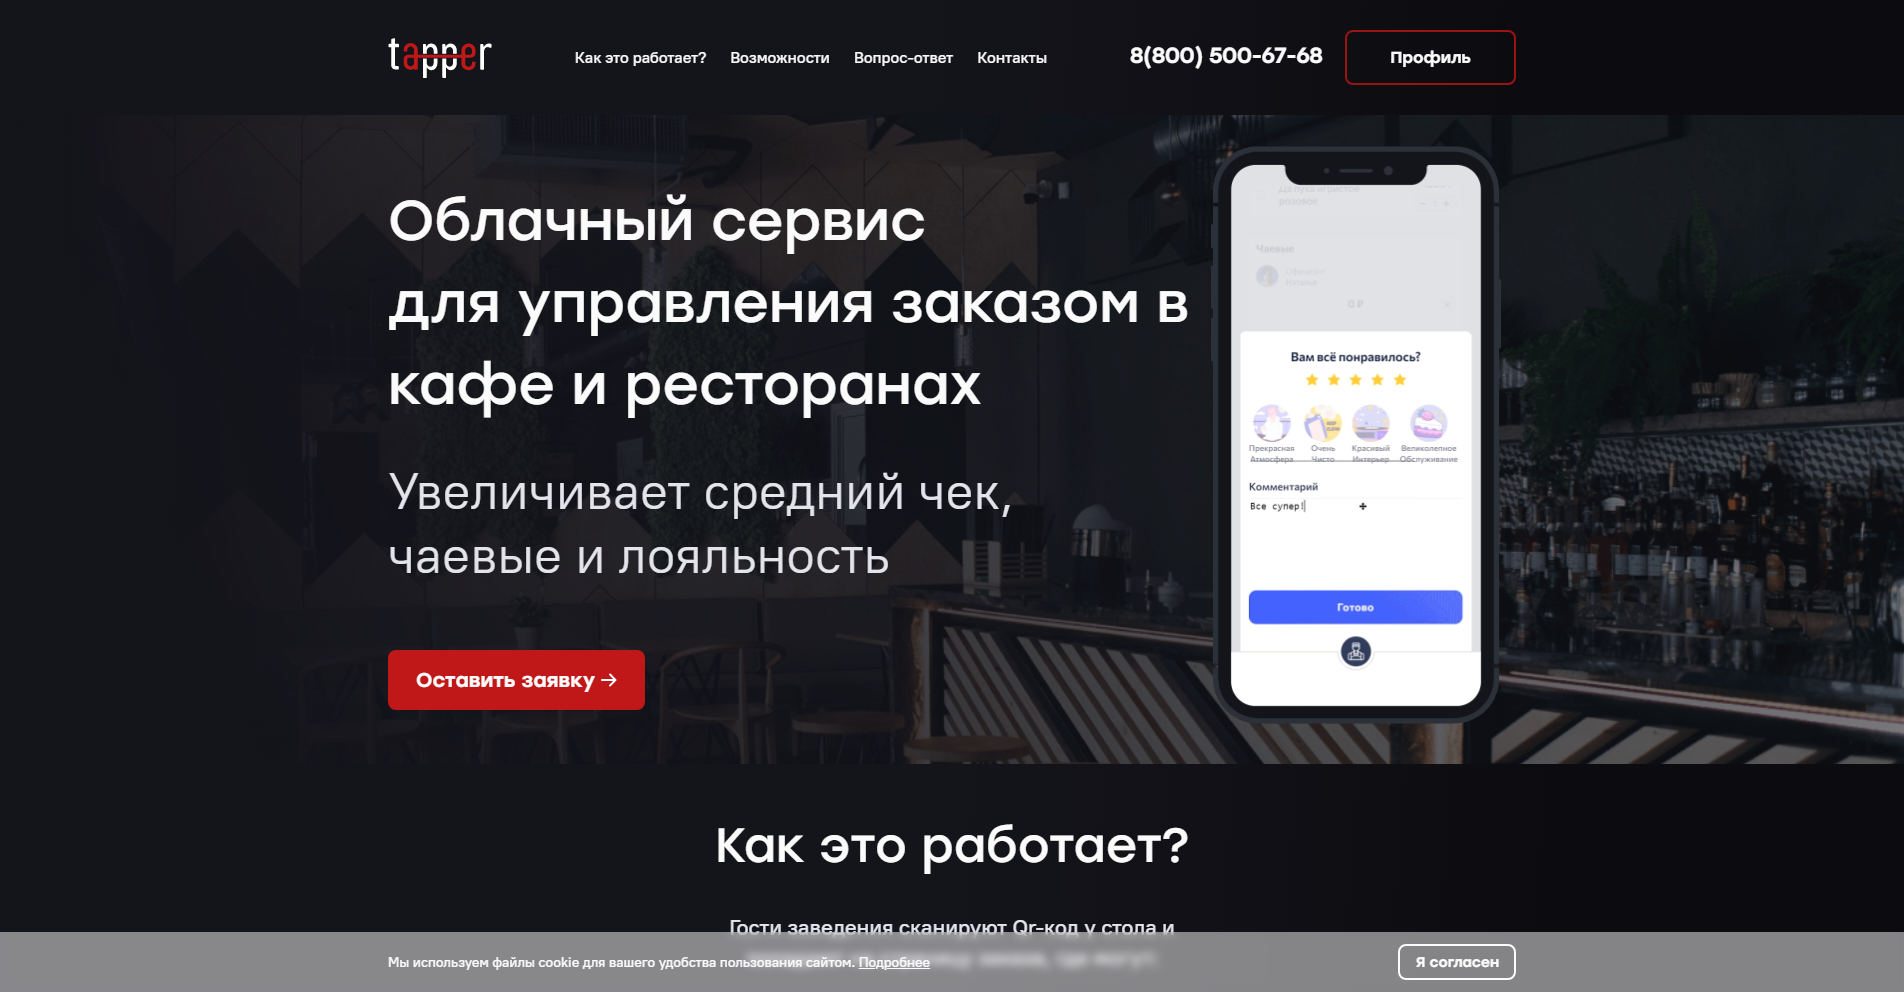 tapper
Как это работает?
Возможности
Вопрос-ответ
Контакты
8(800) 500-67-68
Профиль
Облачный сервис
для управления заказом в
кафе и ресторанах
Увеличивает средний чек,
чаевые и лояльность
Оставить заявку →
розовое
Чаевые
0 ₽
Вам всё понравилось?
Прекрасная
Атмосфера
Очень
Чисто
Красивый
Интерьер
Великолепное
Обслуживание
Комментарий
Все супер!
Готово
Как это работает?
Гости заведения сканируют Qr-код у стола и
Мы используем файлы cookie для вашего удобства пользования сайтом. Подробнее
Я согласен